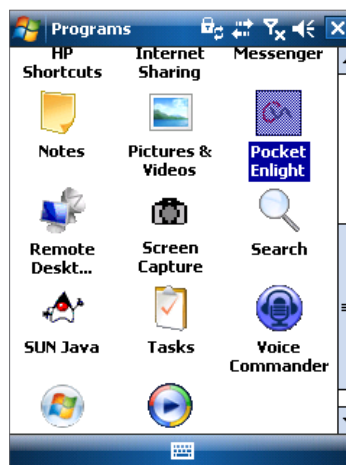 Programs
HP Internet Messenger
Shortcuts Sharing
Notes Pictures & Pocket
Videos Enlight
Remote Screen Search
Deskt... Capture
SUN Java Tasks Voice
Commander